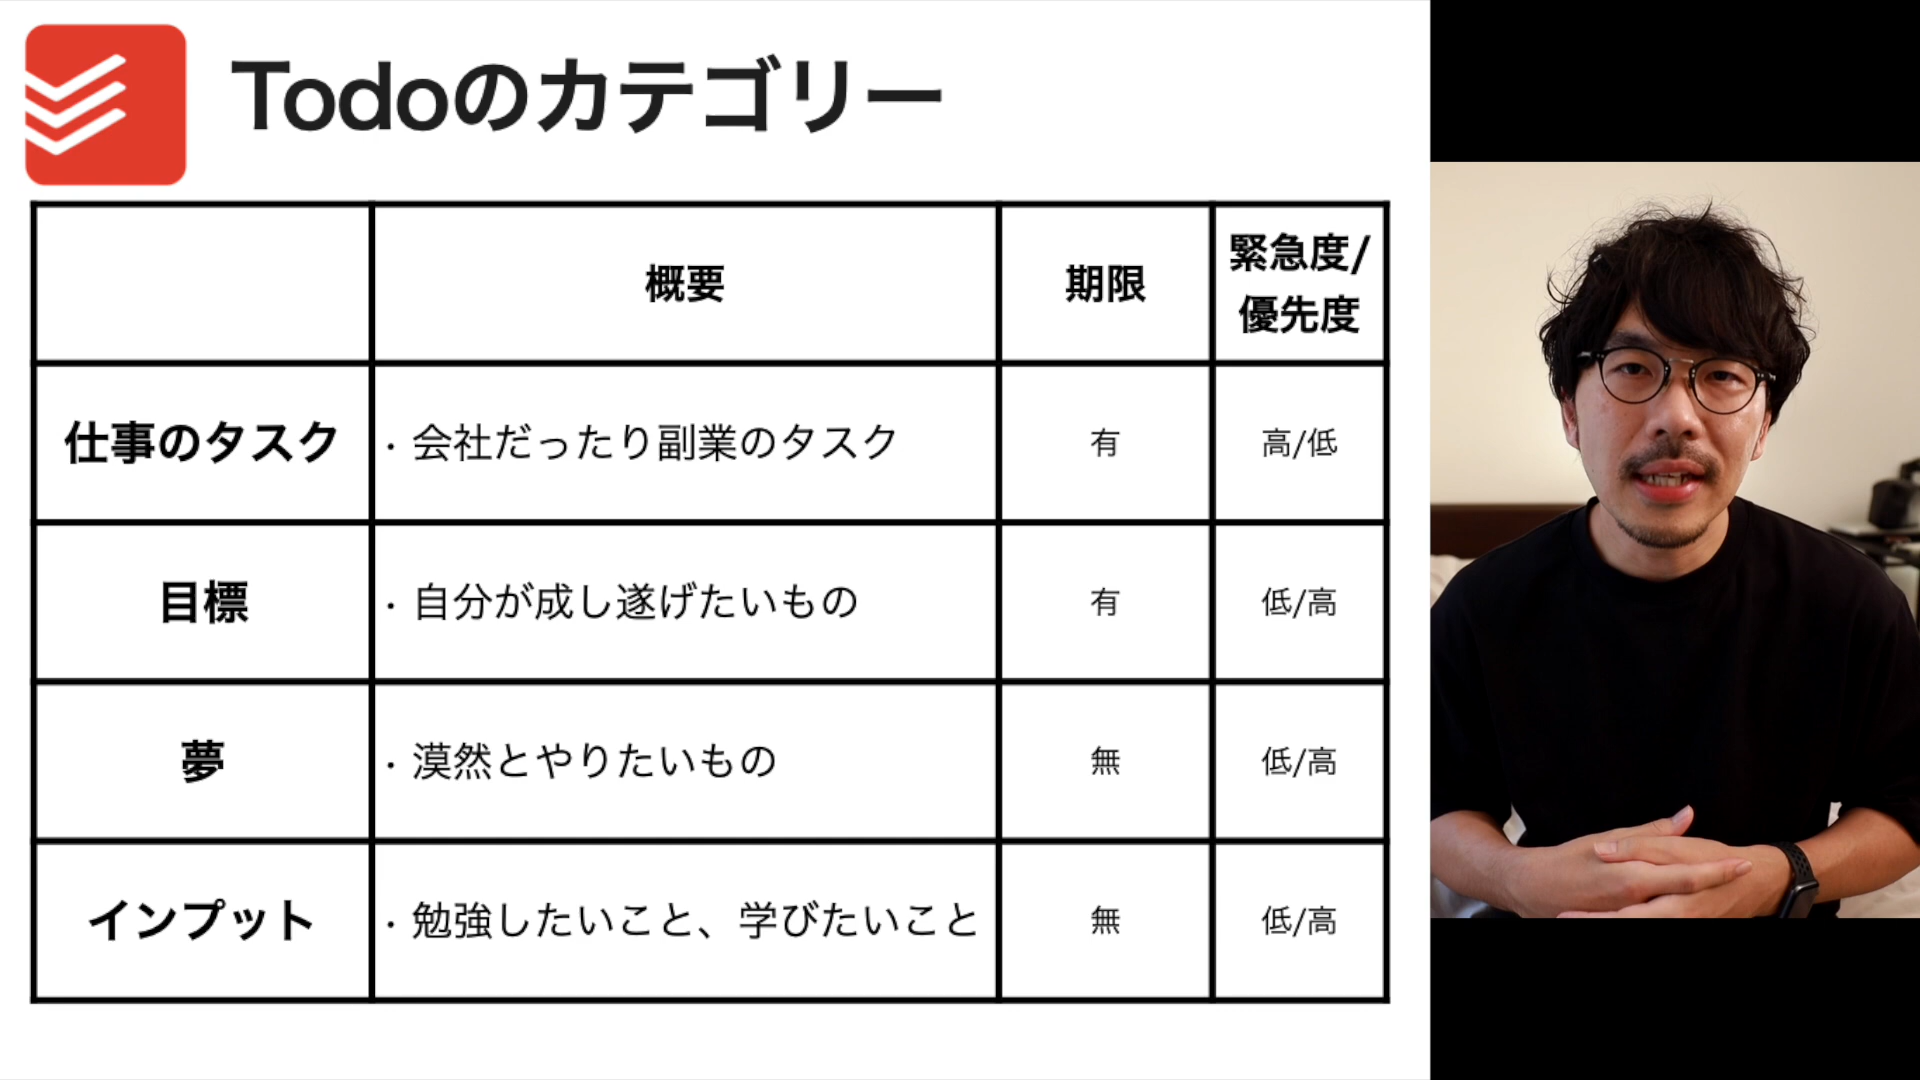 Todoのカテゴリー
概要 期限 緊急度/
優先度
仕事のタスク ・会社だったり副業のタスク 有 高/低
目標 ・自分が成し遂げたいもの 有 低/高
夢 ・漠然とやりたいもの 無 低/高
インプット ・勉強したいこと、学びたいこと 無 低/高